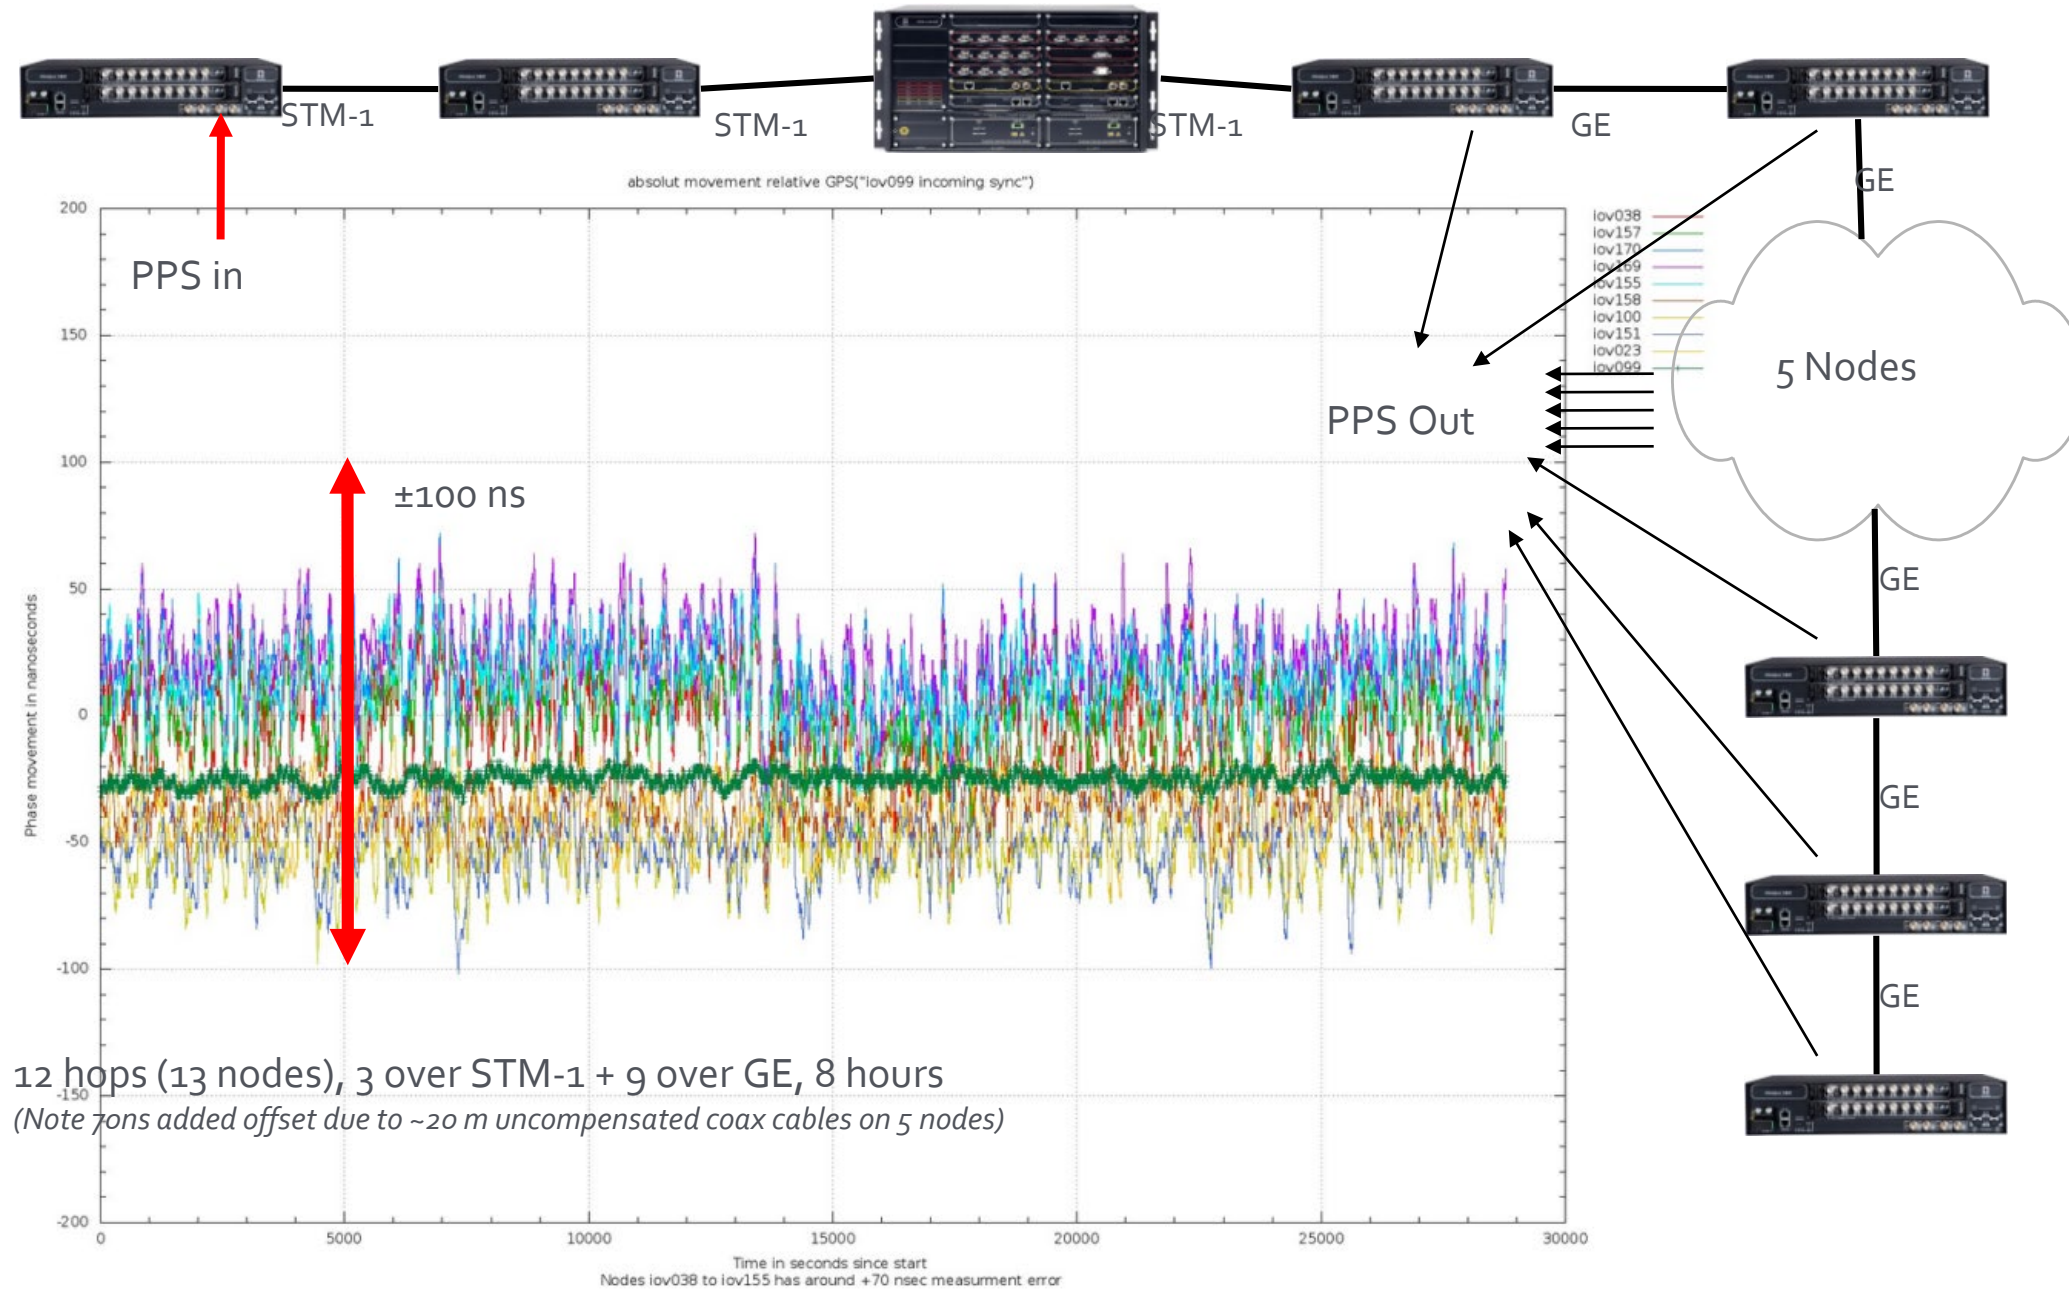 STM-1
STM-1
STM-1
GE
GE
absolut movement relative GPS("iov099 incoming sync")
200
150
100
50
0
-50
-100
-150
-200
Phase movement in nanoseconds
PPS in
iov038
iov157
iov170
iov169
iov155
iov158
iov100
iov151
iov023
iov099
5 Nodes
PPS Out
±100 ns
GE
GE
GE
12 hops (13 nodes), 3 over STM-1 + 9 over GE, 8 hours
(Note 70ns added offset due to ~20 m uncompensated coax cables on 5 nodes)
0 5000 10000 15000 20000 25000 30000
Time in seconds since start
Nodes iov038 to iov155 has around +70 nsec measurment error